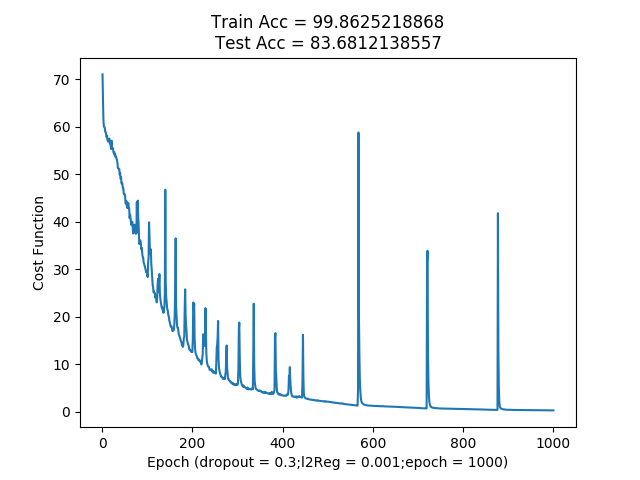 Train Acc = 99.8625218868
Test Acc = 83.6812138557
70
60
50
40
30
20
10
0
Cost Function
0 200 400 600 800 1000
Epoch (dropout = 0.3;l2Reg = 0.001;epoch = 1000)